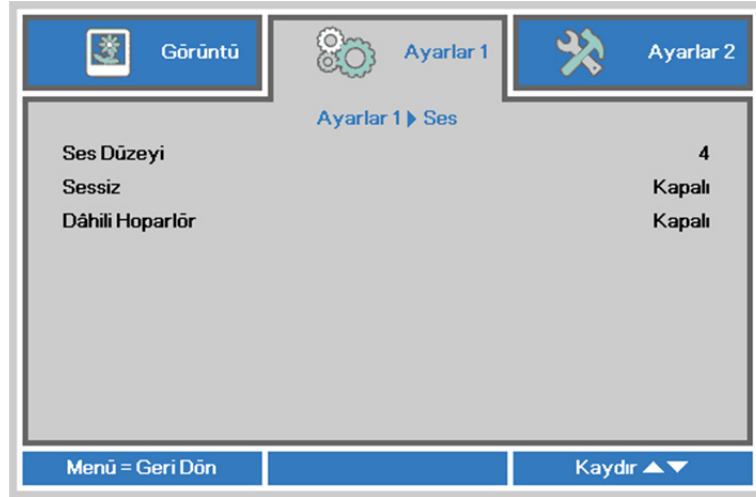 Görüntü Ayarlar 1 Ayarlar 2
Ayarlar 1 ▶ Ses
Ses Düzeyi 4
Sessiz Kapalı
Dâhili Hoparlör Kapalı
Menü = Geri Dön Kaydır ▲▼